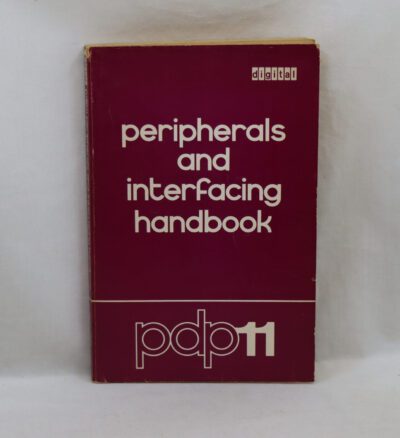 digital
peripherals
and
interfacing
handbook
pdp11